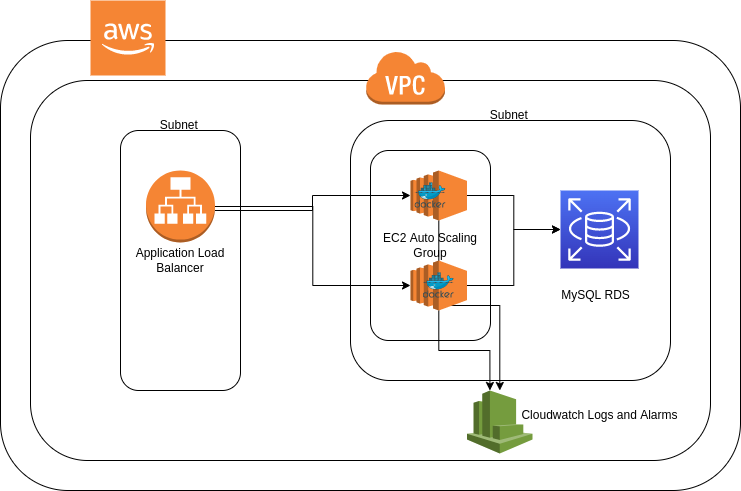 aws
VPC
Subnet
Subnet
Application Load
Balancer
docker
EC2 Auto Scaling
Group
docker
MySQL RDS
Cloudwatch Logs and Alarms